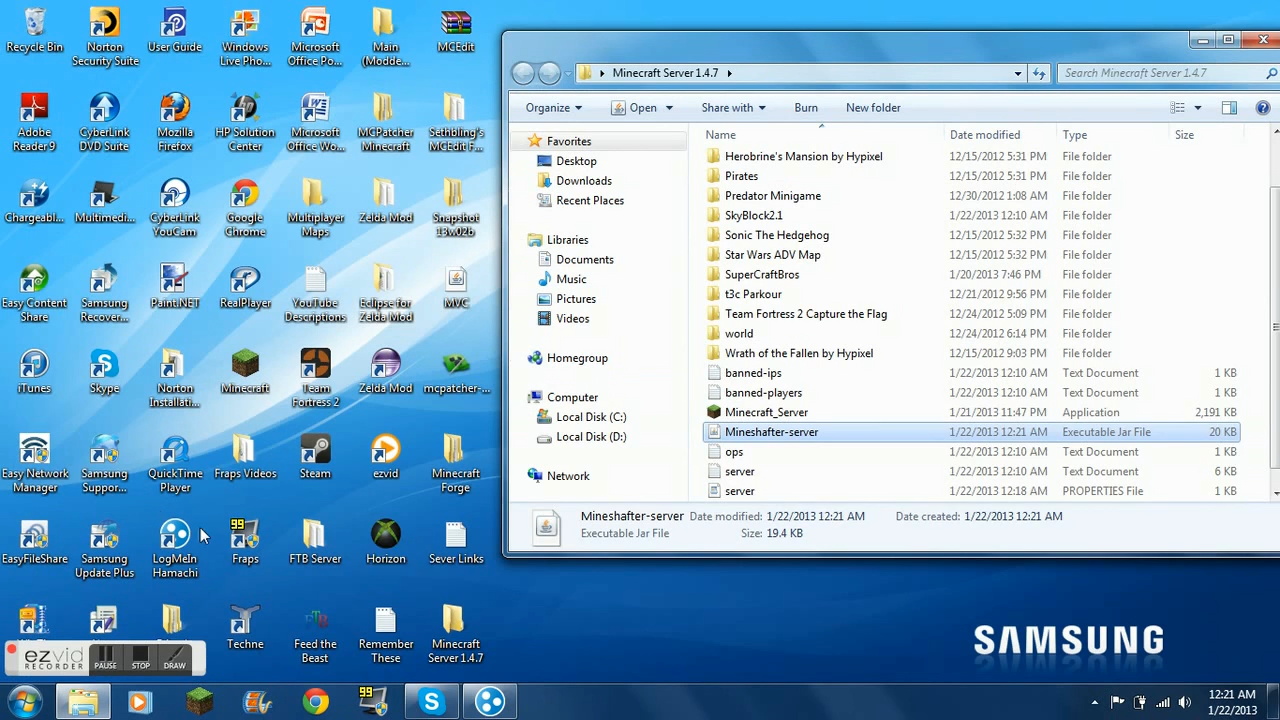 Recycle Bin
Norton
Security Suite
User Guide
Windows
Live Pho...
Microsoft
Office Po...
Main
(Modde...
MCEdit
Adobe
Reader 9
CyberLink
DVD Suite
Mozilla
Firefox
HP Solution
Center
Microsoft
Office Wo...
MCPatcher
Minecraft
Sethbling's
MCEdit F...
Chargeabl...
Multimedi...
CyberLink
YouCam
Google
Chrome
Multiplayer
Maps
Zelda Mod
Snapshot
13w02b
Easy Content
Share
Samsung
Recover...
Paint.NET
RealPlayer
YouTube
Descriptions
Eclipse for
Zelda Mod
MVC
iTunes
Skype
Norton
Installati...
Minecraft
Team
Fortress 2
Zelda Mod
mcpatcher-...
Easy Network
Manager
Samsung
Suppor...
QuickTime
Player
Fraps Videos
Steam
ezvid
Minecraft
Forge
EasyFileShare
Samsung
Update Plus
LogMeIn
Hamachi
99
Fraps
FTB Server
Horizon
Sever Links
Techne
Feed the
Beast
Remember
These
Minecraft
Server 1.4.7
ezvid
RECORDER
PAUSE
STOP
DRAW
Minecraft Server 1.4.7
Search Minecraft Server 1.4.7
Organize
Open
Share with
Burn
New folder
Favorites
Desktop
Downloads
Recent Places
Libraries
Documents
Music
Pictures
Videos
Homegroup
Computer
Local Disk (C:)
Local Disk (D:)
Network
Name Date modified Type Size
Herobrine's Mansion by Hypixel 12/15/2012 5:31 PM File folder
Pirates 12/15/2012 5:31 PM File folder
Predator Minigame 12/30/2012 1:08 AM File folder
SkyBlock2.1 1/22/2013 12:10 AM File folder
Sonic The Hedgehog 12/15/2012 5:32 PM File folder
Star Wars ADV Map 12/15/2012 5:32 PM File folder
SuperCraftBros 1/20/2013 7:46 PM File folder
t3c Parkour 12/21/2012 9:56 PM File folder
Team Fortress 2 Capture the Flag 12/24/2012 5:09 PM File folder
world 12/24/2012 6:14 PM File folder
Wrath of the Fallen by Hypixel 12/15/2012 9:03 PM File folder
banned-ips 1/22/2013 12:10 AM Text Document 1 KB
banned-players 1/22/2013 12:10 AM Text Document 1 KB
Minecraft_Server 1/21/2013 11:47 PM Application 2,191 KB
Mineshafter-server 1/22/2013 12:21 AM Executable Jar File 20 KB
ops 1/22/2013 12:10 AM Text Document 1 KB
server 1/22/2013 12:10 AM Text Document 6 KB
server 1/22/2013 12:18 AM PROPERTIES File 1 KB
Mineshafter-server Date modified: 1/22/2013 12:21 AM Date created: 1/22/2013 12:21 AM
Executable Jar File Size: 19.4 KB
SAMSUNG
99
12:21 AM
1/22/2013